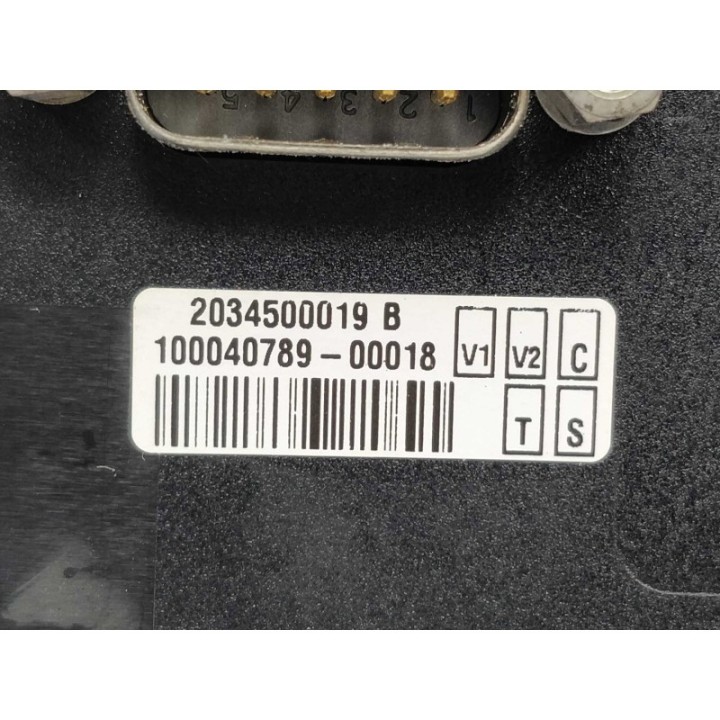 5 4 3 2 1
2034500019 B
100040789-00018
V1 V2 C
T S